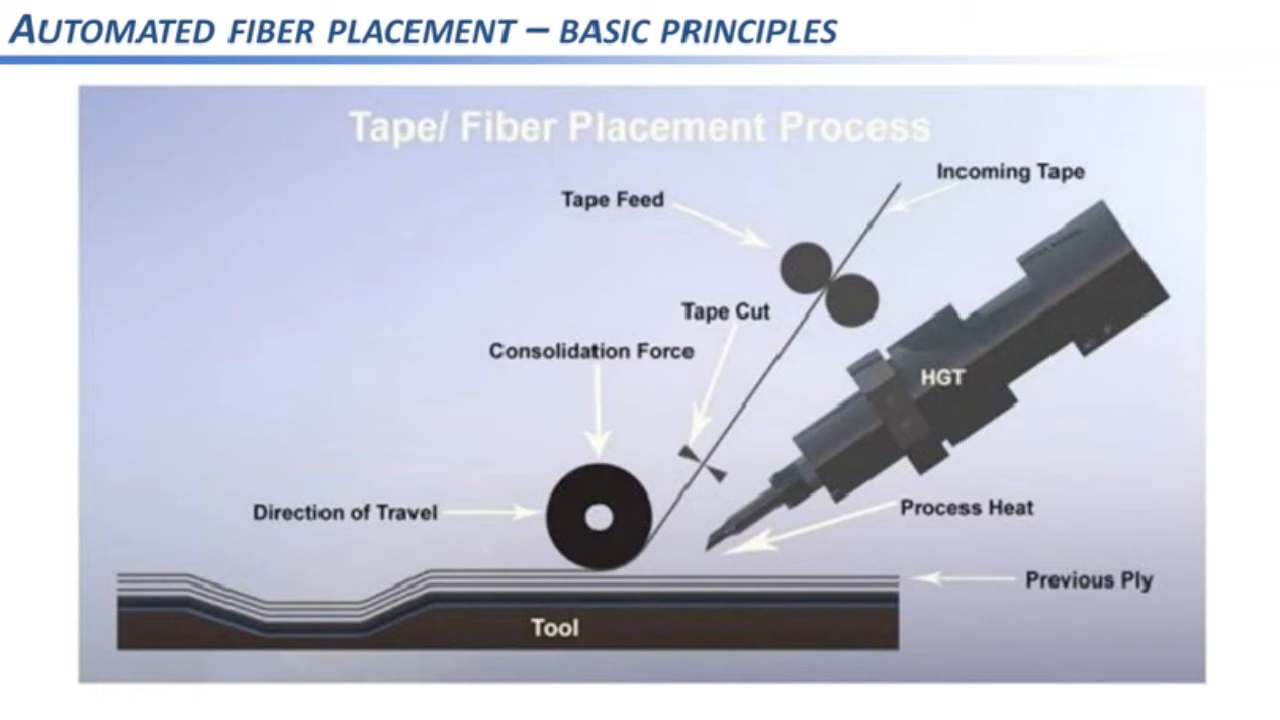 AUTOMATED FIBER PLACEMENT – BASIC PRINCIPLES
Tape/ Fiber Placement Process
Incoming Tape
Tape Feed
Tape Cut
Consolidation Force
HGT
Direction of Travel
Process Heat
Previous Ply
Tool